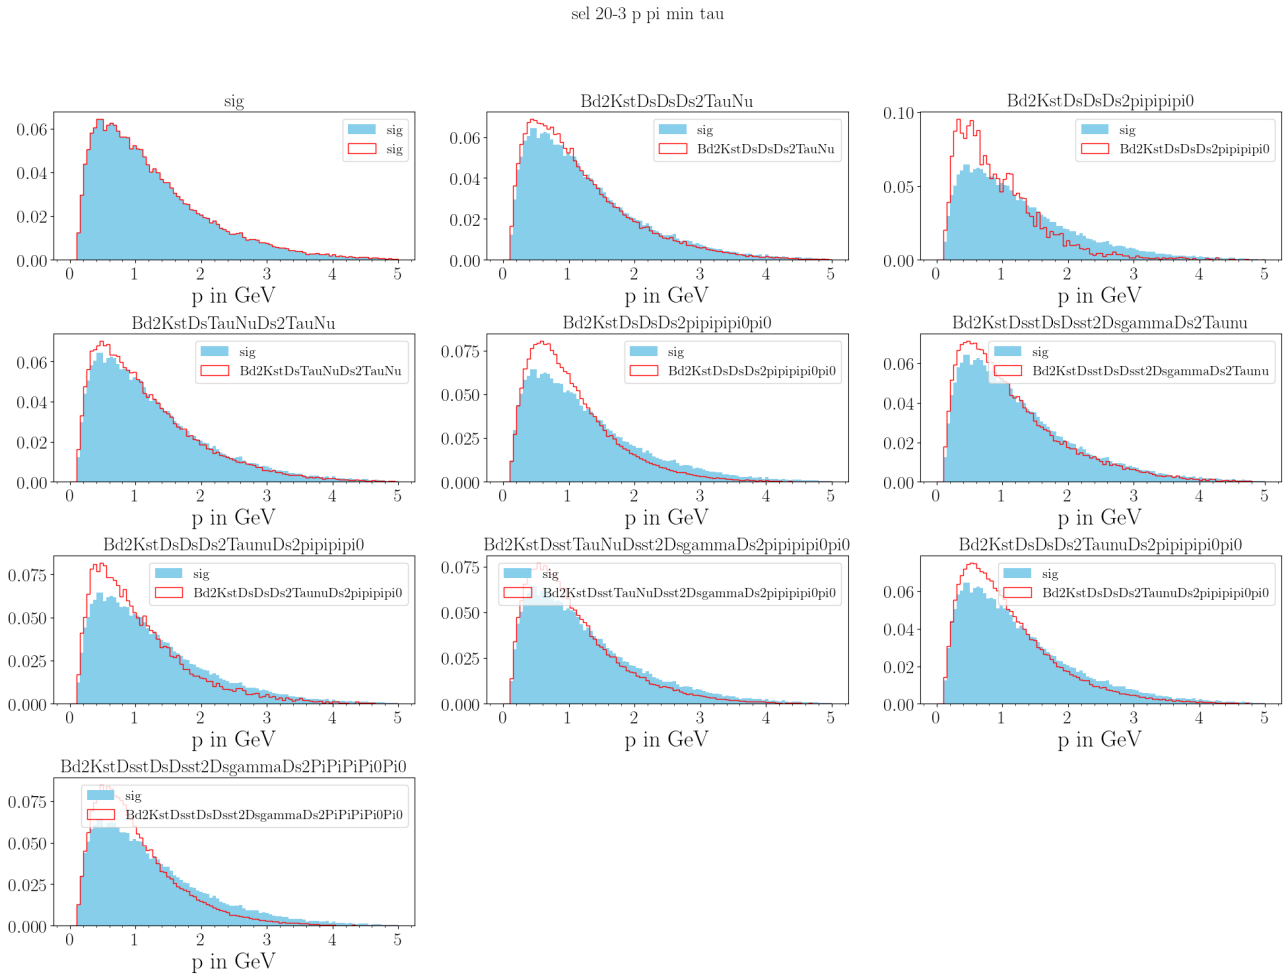 sel 20-3 p pi min tau
sig
0.06
0.04
0.02
0.00
sig
sig
0 1 2 3 4 5
p in GeV
Bd2KstDsDsDs2TauNu
0.06
0.04
0.02
0.00
sig
Bd2KstDsDsDs2TauNu
0 1 2 3 4 5
p in GeV
Bd2KstDsDsDs2pipipipi0
0.10
0.05
0.00
sig
Bd2KstDsDsDs2pipipipi0
0 1 2 3 4 5
p in GeV
Bd2KstDsTauNuDs2TauNu
0.06
0.04
0.02
0.00
sig
Bd2KstDsTauNuDs2TauNu
0 1 2 3 4 5
p in GeV
Bd2KstDsDsDs2pipipipi0pi0
0.075
0.050
0.025
0.000
sig
Bd2KstDsDsDs2pipipipi0pi0
0 1 2 3 4 5
p in GeV
Bd2KstDsstDsDsst2DsgammaDs2Taunu
0.06
0.04
0.02
0.00
sig
Bd2KstDsstDsDsst2DsgammaDs2Taunu
0 1 2 3 4 5
p in GeV
Bd2KstDsDsDs2TaunuDs2pipipipi0
0.075
0.050
0.025
0.000
sig
Bd2KstDsDsDs2TaunuDs2pipipipi0
0 1 2 3 4 5
p in GeV
Bd2KstDsstTauNuDsst2DsgammaDs2pipipipi0pi0
0.075
0.050
0.025
0.000
sig
Bd2KstDsstTauNuDsst2DsgammaDs2pipipipi0pi0
0 1 2 3 4 5
p in GeV
Bd2KstDsDsDs2TaunuDs2pipipipi0pi0
0.06
0.04
0.02
0.00
sig
Bd2KstDsDsDs2TaunuDs2pipipipi0pi0
0 1 2 3 4 5
p in GeV
Bd2KstDsstDsDsst2DsgammaDs2PiPiPiPi0Pi0
0.075
0.050
0.025
0.000
sig
Bd2KstDsstDsDsst2DsgammaDs2PiPiPiPi0Pi0
0 1 2 3 4 5
p in GeV